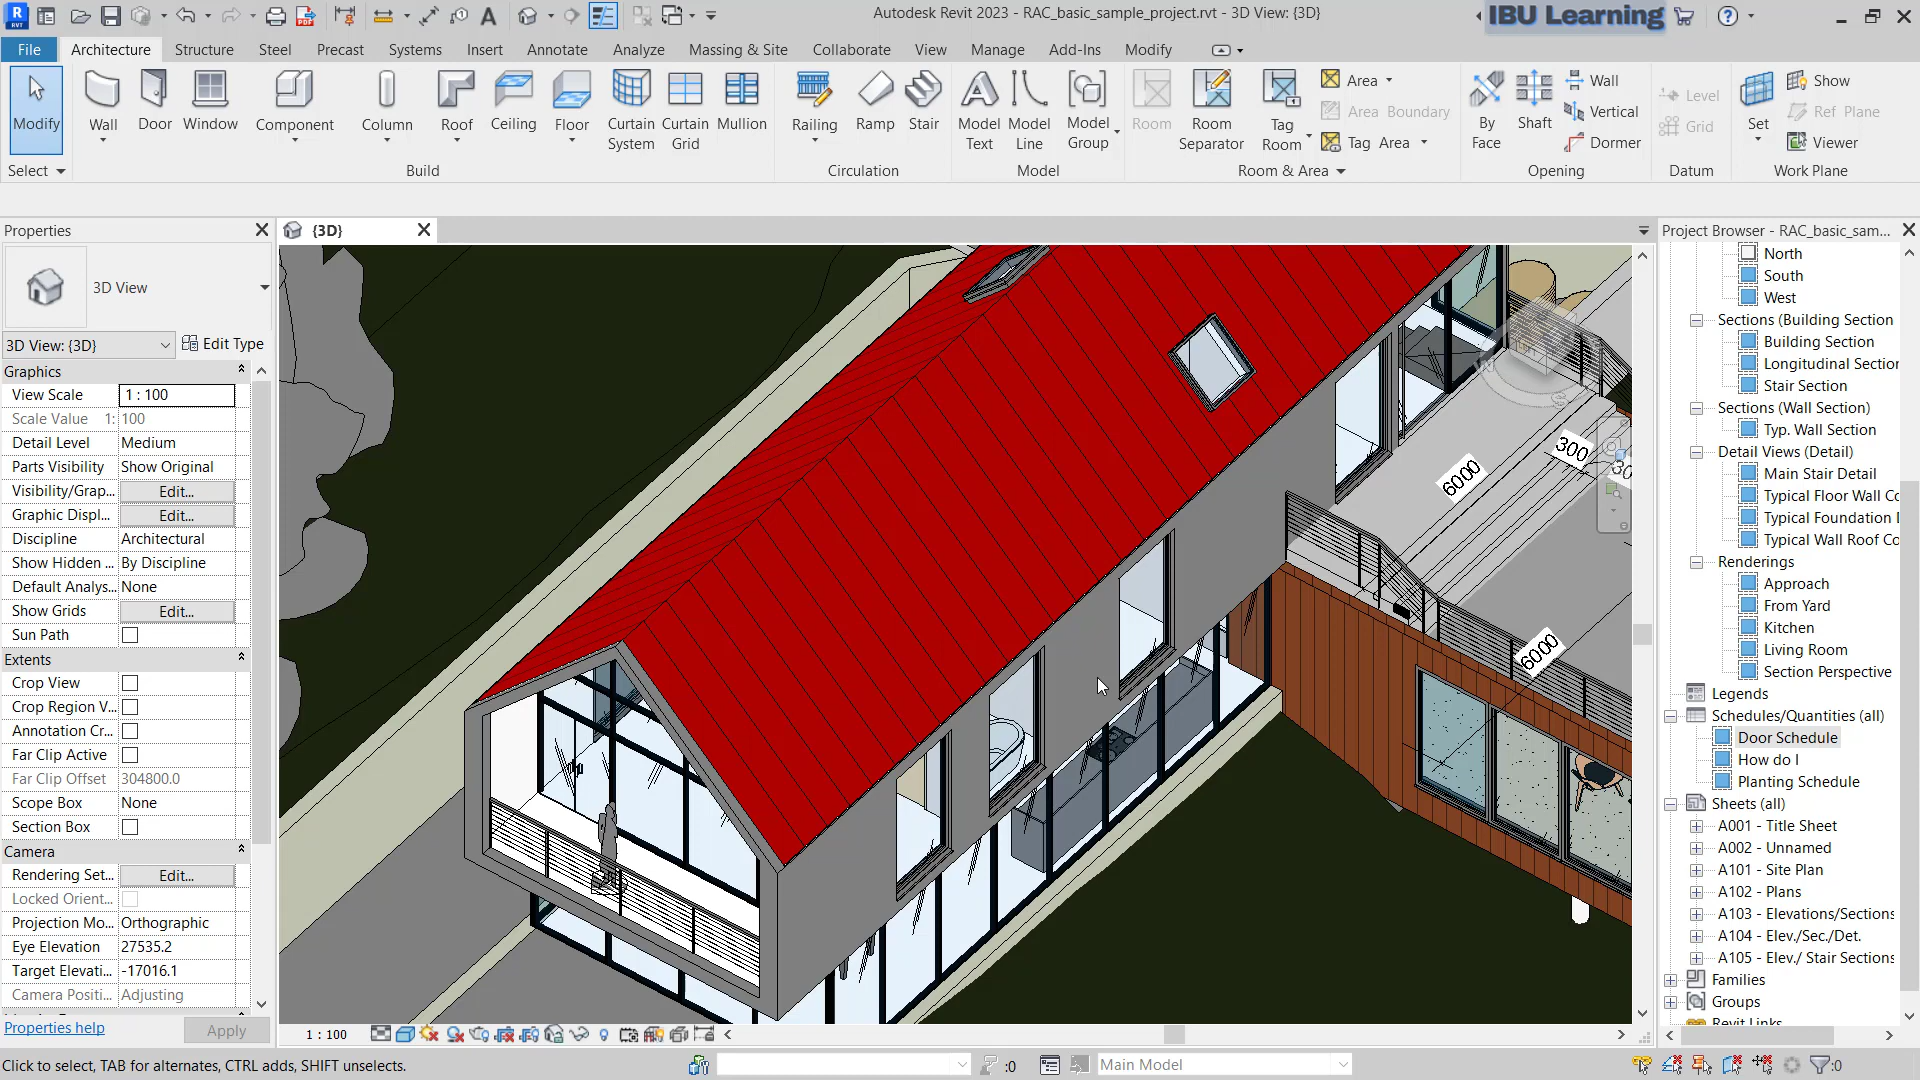 Autodesk Revit 2023 - RAC_basic_sample_project.rvt - 3D View: {3D}
IBU Learning
File Architecture Structure Steel Precast Systems Insert Annotate Analyze Massing & Site Collaborate View Manage Add-Ins Modify
Modify Wall Door Window Component Column Roof Ceiling Floor Curtain System Curtain Grid Mullion Railing Ramp Stair Model Text Model Line Model Group Room Room Separator Tag Room
Area
Area Boundary
Tag Area
By Face Shaft
Wall
Vertical
Dormer
Level
Grid
Set
Show
Ref Plane
Viewer
Select Build Circulation Model Room & Area Opening Datum Work Plane
Properties
3D View
3D View: {3D}
Edit Type
Graphics
View Scale 1 : 100
Scale Value 1: 100
Detail Level Medium
Parts Visibility Show Original
Visibility/Grap... Edit...
Graphic Displ... Edit...
Discipline Architectural
Show Hidden ... By Discipline
Default Analys... None
Show Grids Edit...
Sun Path
Extents
Crop View
Crop Region V...
Annotation Cr...
Far Clip Active
Far Clip Offset 304800.0
Scope Box None
Section Box
Camera
Rendering Set... Edit...
Locked Orient...
Projection Mo... Orthographic
Eye Elevation 27535.2
Target Elevati... -17016.1
Camera Positi... Adjusting
Properties help
Apply
{3D}
6000
300
6000
1 : 100
Project Browser - RAC_basic_sam...
North
South
West
Sections (Building Section
Building Section
Longitudinal Section
Stair Section
Sections (Wall Section)
Typ. Wall Section
Detail Views (Detail)
Main Stair Detail
Typical Floor Wall Co
Typical Foundation D
Typical Wall Roof Co
Renderings
Approach
From Yard
Kitchen
Living Room
Section Perspective
Legends
Schedules/Quantities (all)
Door Schedule
How do I
Planting Schedule
Sheets (all)
A001 - Title Sheet
A002 - Unnamed
A101 - Site Plan
A102 - Plans
A103 - Elevations/Sections
A104 - Elev./Sec./Det.
A105 - Elev./ Stair Sections
Families
Groups
Revit Links
Click to select, TAB for alternates, CTRL adds, SHIFT unselects.
:0
Main Model
:0